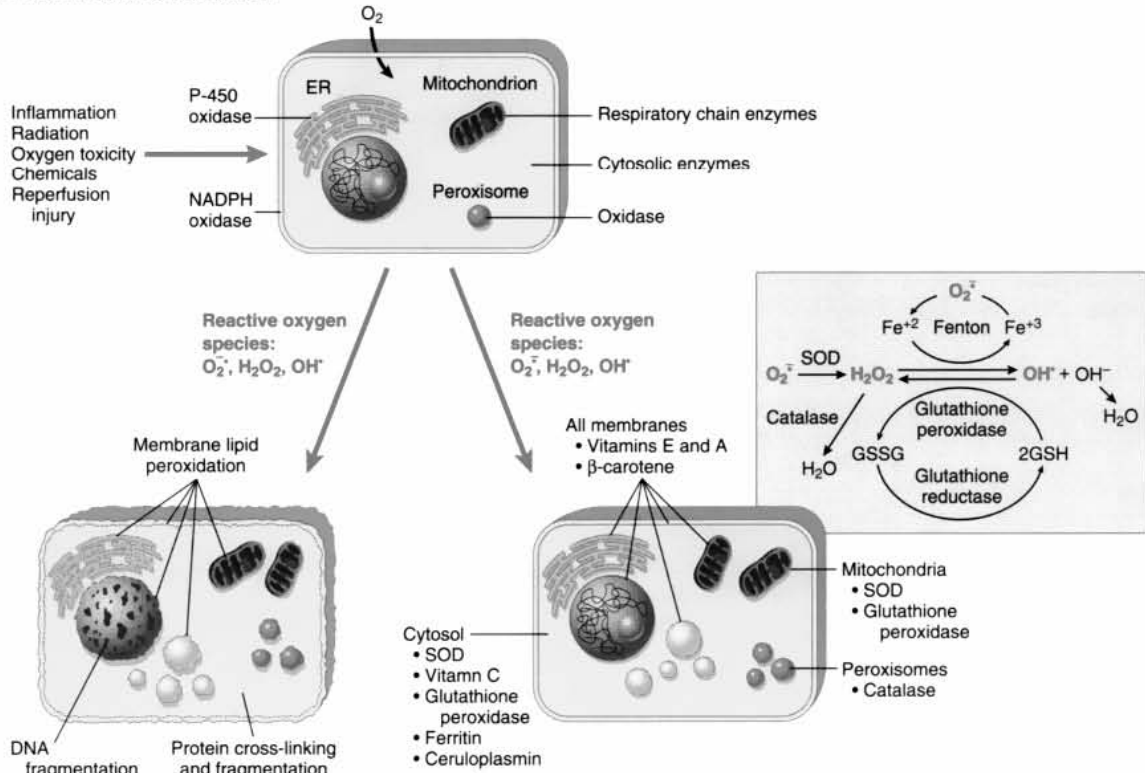 O₂
ER
Mitochondrion
P-450
oxidase
Inflammation
Radiation
Oxygen toxicity
Chemicals
Reperfusion
injury
NADPH
oxidase
Respiratory chain enzymes
Cytosolic enzymes
Peroxisome
Oxidase
Reactive oxygen
species:
O₂⁻•, H₂O₂, OH•
Reactive oxygen
species:
O₂⁻•, H₂O₂, OH•
O₂⁻•
Fe⁺² Fenton Fe⁺³
O₂⁻• SOD H₂O₂ OH• + OH⁻
H₂O
Catalase
H₂O
Glutathione
peroxidase
GSSG 2GSH
Glutathione
reductase
Membrane lipid
peroxidation
DNA
fragmentation
Protein cross-linking
and fragmentation
All membranes
• Vitamins E and A
• β-carotene
Cytosol
• SOD
• Vitamn C
• Glutathione
peroxidase
• Ferritin
• Ceruloplasmin
Mitochondria
• SOD
• Glutathione
peroxidase
Peroxisomes
• Catalase